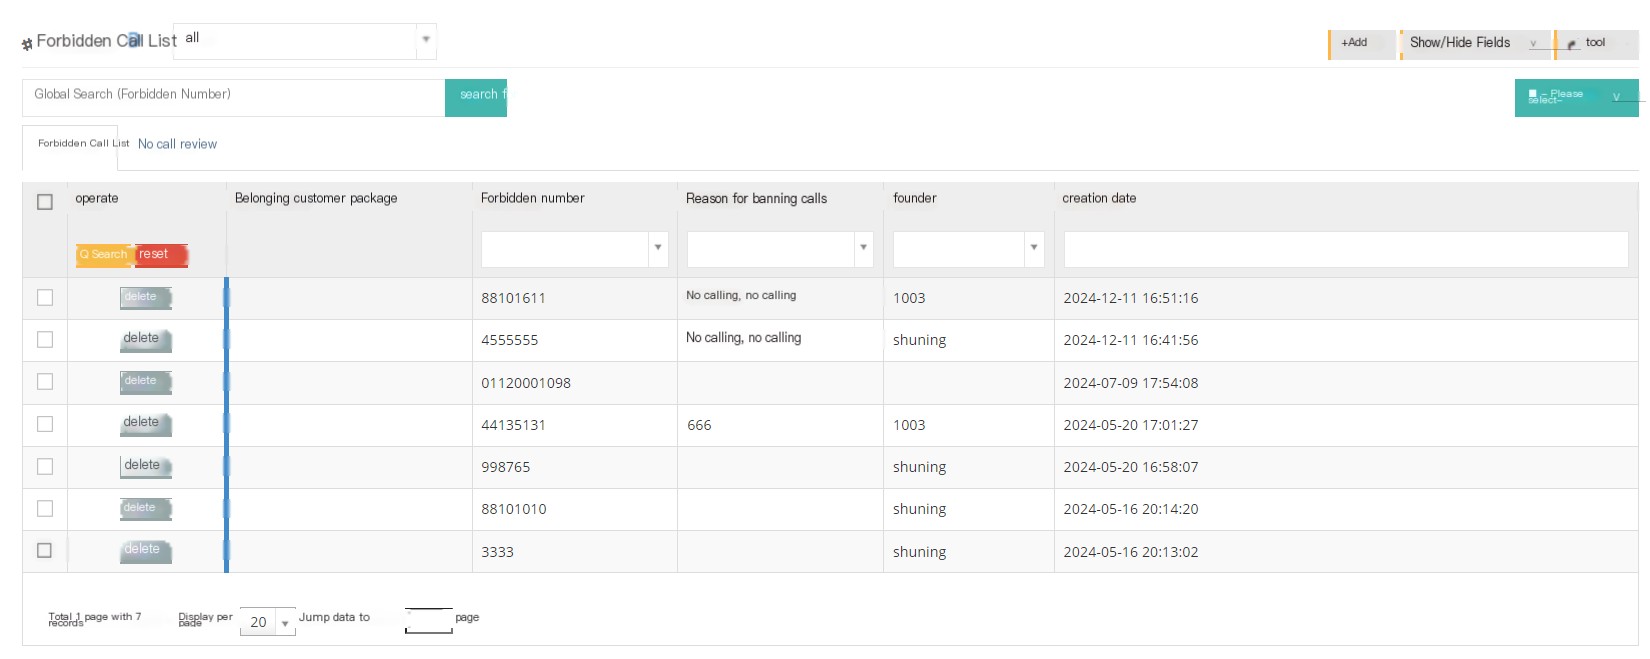 Forbidden Call List all +Add Show/Hide Fields v tool
Global Search (Forbidden Number) search f - Please select- v
Forbidden Call List No call review
operate Belonging customer package Forbidden number Reason for banning calls founder creation date
Q Search reset
delete 88101611 No calling, no calling 1003 2024-12-11 16:51:16
delete 4555555 No calling, no calling shuning 2024-12-11 16:41:56
delete 01120001098 2024-07-09 17:54:08
delete 44135131 666 1003 2024-05-20 17:01:27
delete 998765 shuning 2024-05-20 16:58:07
delete 88101010 shuning 2024-05-16 20:14:20
delete 3333 shuning 2024-05-16 20:13:02
Total 1 page with 7 records Display per page 20 Jump data to page